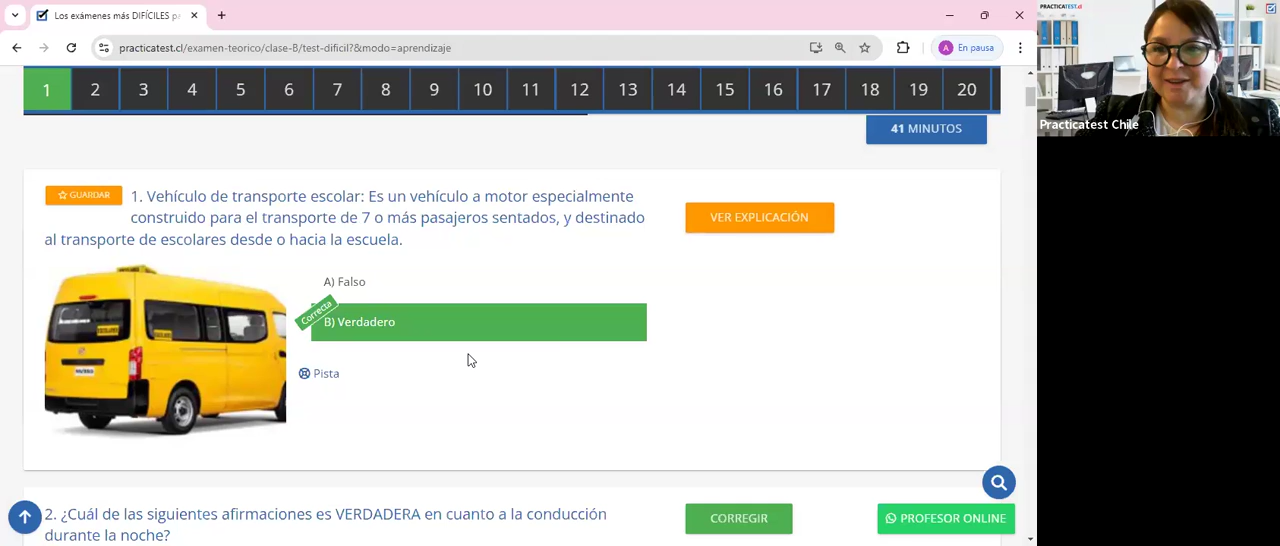 Los exámenes más DIFÍCILES pa
practicatest.cl/examen-teorico/clase-B/test-dificil?&modo=aprendizaje
En pausa
PRACTICATEST.cl
Practicatest Chile
1 2 3 4 5 6 7 8 9 10 11 12 13 14 15 16 17 18 19 20
41 MINUTOS
GUARDAR
1. Vehículo de transporte escolar: Es un vehículo a motor especialmente
construido para el transporte de 7 o más pasajeros sentados, y destinado
al transporte de escolares desde o hacia la escuela.
VER EXPLICACIÓN
A) Falso
Correcta
B) Verdadero
Pista
2. ¿Cuál de las siguientes afirmaciones es VERDADERA en cuanto a la conducción
durante la noche?
CORREGIR
PROFESOR ONLINE